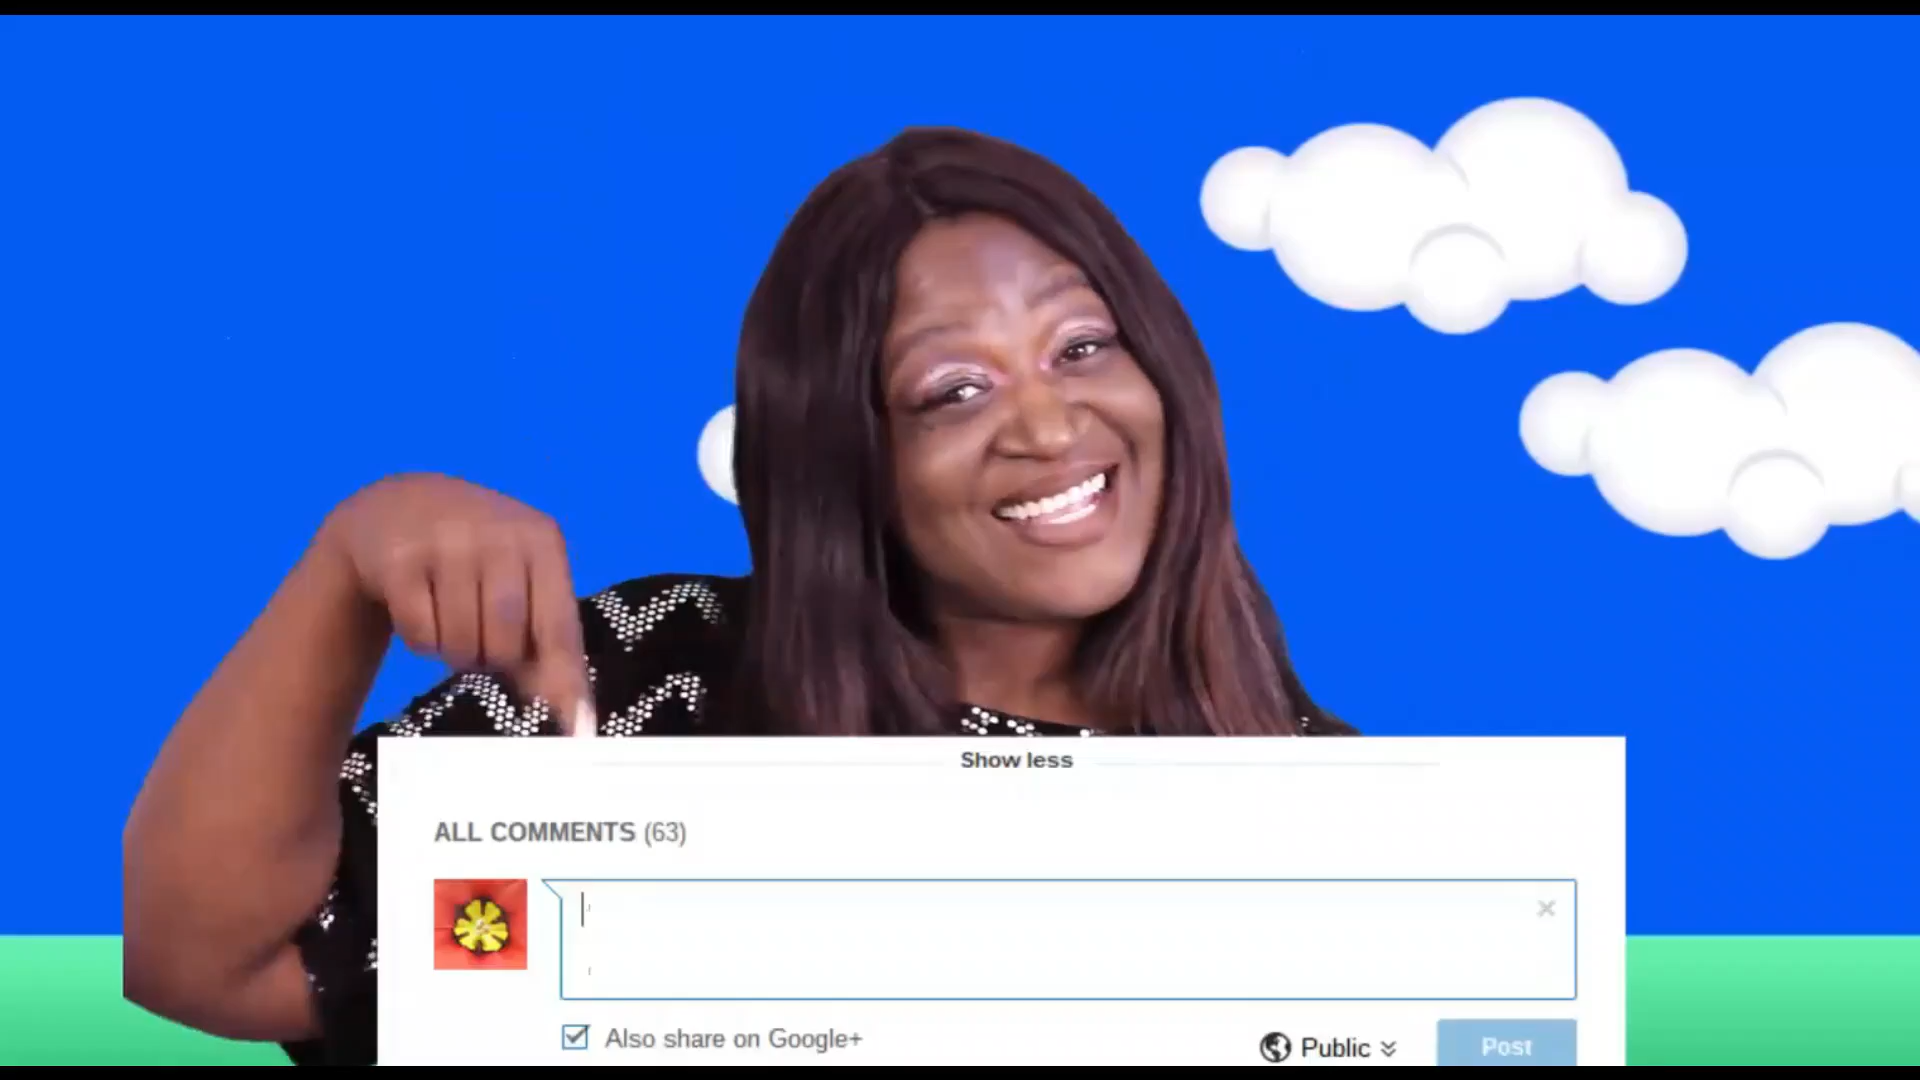 Show less
ALL COMMENTS (63)
Also share on Google+
Public
Post